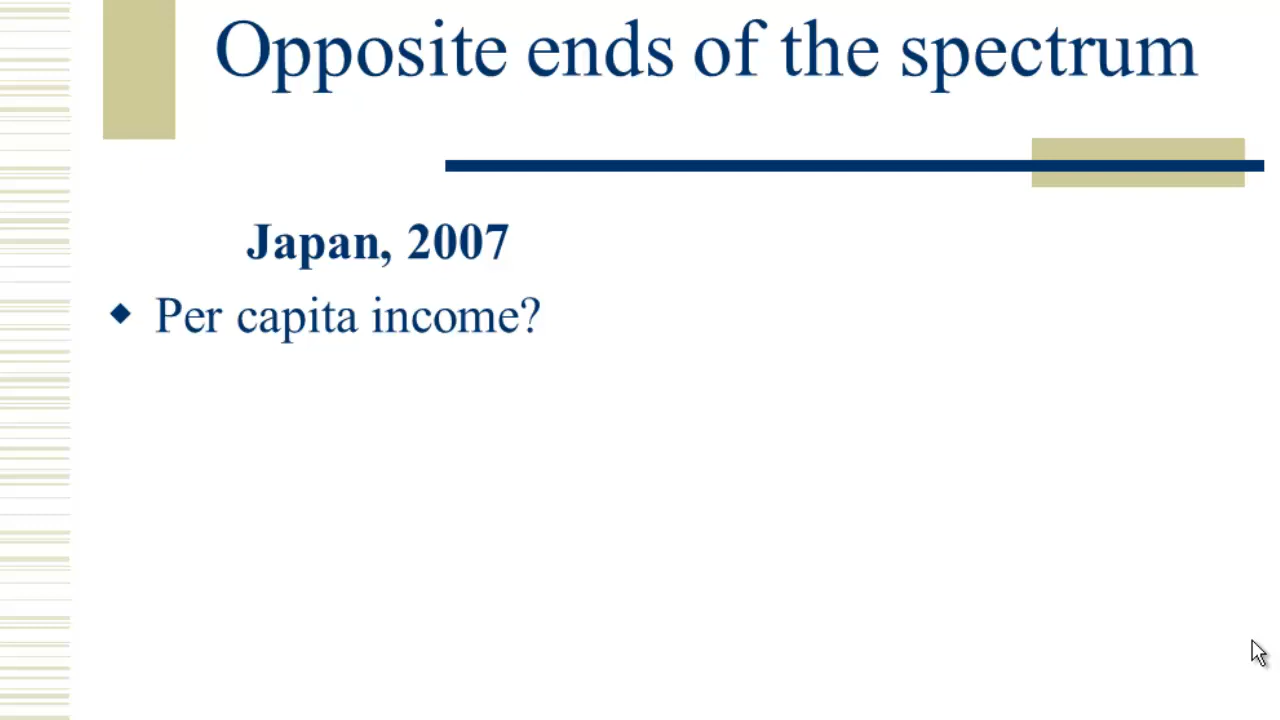 Opposite ends of the spectrum
Japan, 2007
Per capita income?